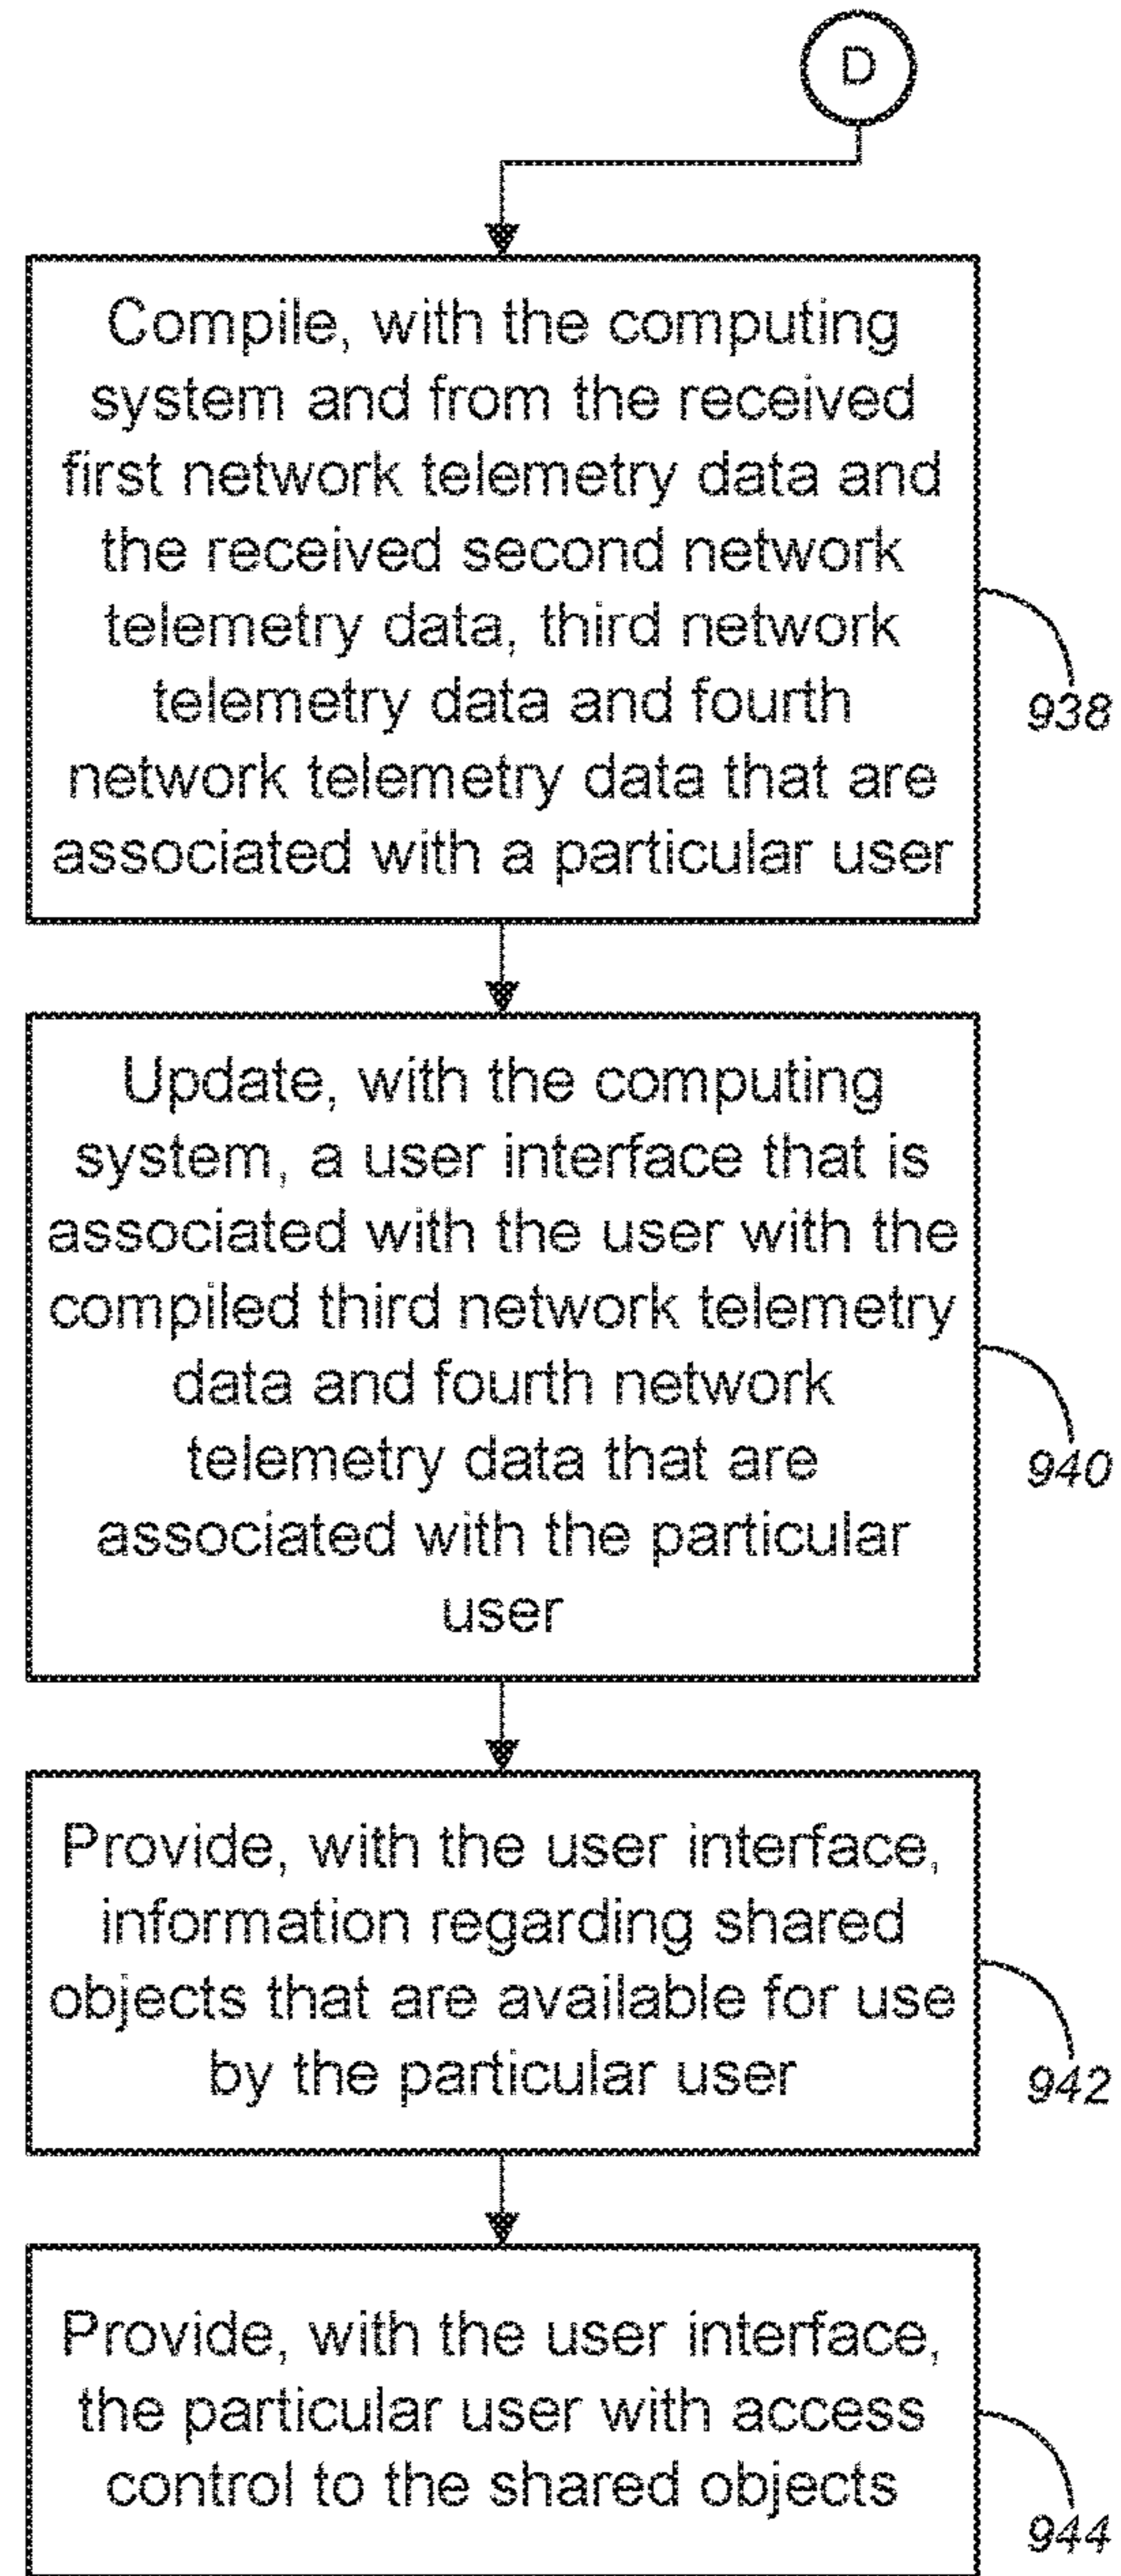 D
Compile, with the computing
system and from the received
first network telemetry data and
the received second network
telemetry data, third network
telemetry data and fourth
network telemetry data that are
associated with a particular user
938
Update, with the computing
system, a user interface that is
associated with the user with the
compiled third network telemetry
data and fourth network
telemetry data that are
associated with the particular
user
940
Provide, with the user interface,
information regarding shared
objects that are available for use
by the particular user
942
Provide, with the user interface,
the particular user with access
control to the shared objects
944